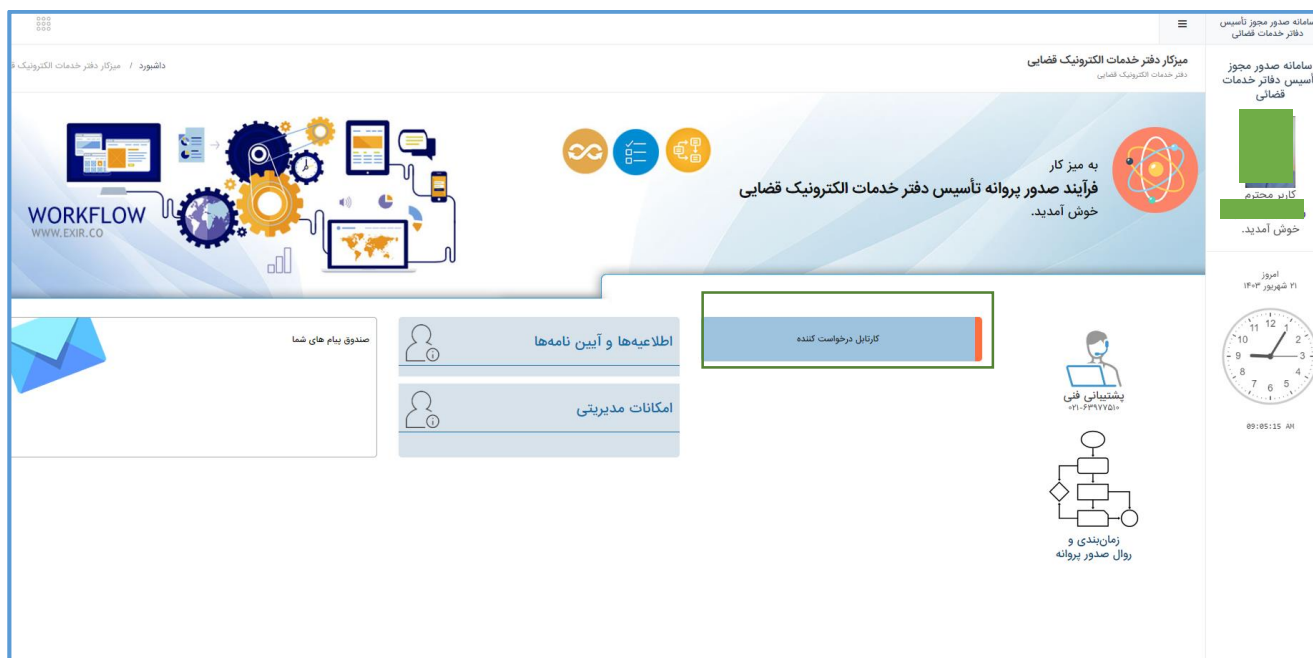 سامانه صدور مجوز تأسیس
دفاتر خدمات قضائی
سامانه صدور مجوز
تأسیس دفاتر خدمات
قضائی
کاربر محترم
خوش آمدید.
امروز
۲۱ شهریور ۱۴۰۳
12
1
2
3
4
5
6
7
8
9
10
11
09:05:15 AM
میزکار دفتر خدمات الکترونیک قضایی
دفتر خدمات الکترونیک قضایی
داشبورد / میزکار دفتر خدمات الکترونیک
به میز کار
فرآیند صدور پروانه تأسیس دفتر خدمات الکترونیک قضایی
خوش آمدید.
WORKFLOW
WWW.EXIR.CO
کارتابل درخواست کننده
اطلاعیه‌ها و آیین نامه‌ها
امکانات مدیریتی
صندوق پیام های شما
پشتیبانی فنی
۰۲۱-۶۳۹۷۷۵۱۰
زمان‌بندی و
روال صدور پروانه